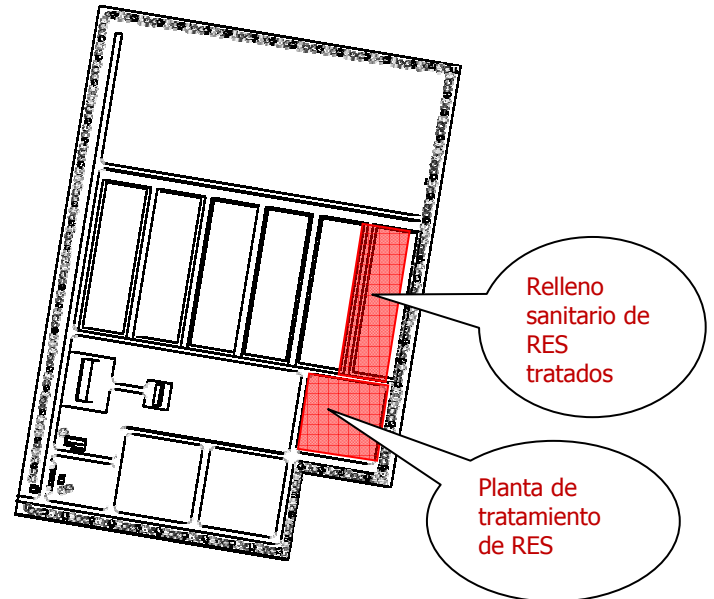 Relleno
sanitario de
RES
tratados
Planta de
tratamiento
de RES